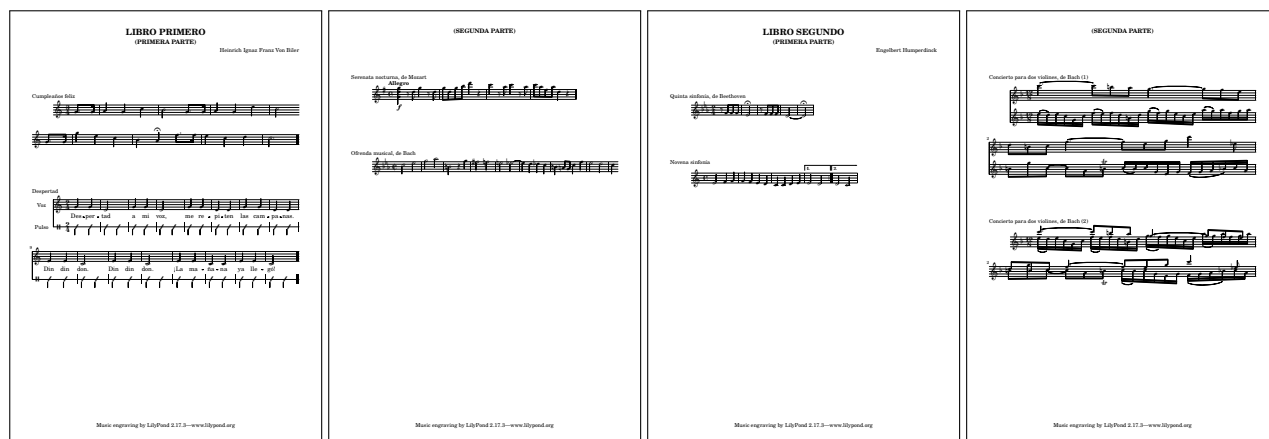 LIBRO PRIMERO
(PRIMERA PARTE)
Heinrich Ignaz Franz Von Biler
Cumpleaños feliz
Despertad
Voz
Des-per-tad a mi voz, me re-pi-ten las cam-pa-nas.
Pulso
9
Din din don. Din din don. ¡La ma-ña-na ya lle-gó!
Music engraving by LilyPond 2.17.3—www.lilypond.org
(SEGUNDA PARTE)
Serenata nocturna, de Mozart
Allegro
f
Ofrenda musical, de Bach
Music engraving by LilyPond 2.17.3—www.lilypond.org
LIBRO SEGUNDO
(PRIMERA PARTE)
Engelbert Humperdinck
Quinta sinfonía, de Beethoven
Novena sinfonía
1. 2.
Music engraving by LilyPond 2.17.3—www.lilypond.org
(SEGUNDA PARTE)
Concierto para dos violines, de Bach (1)
2
Concierto para dos violines, de Bach (2)
2
Music engraving by LilyPond 2.17.3—www.lilypond.org